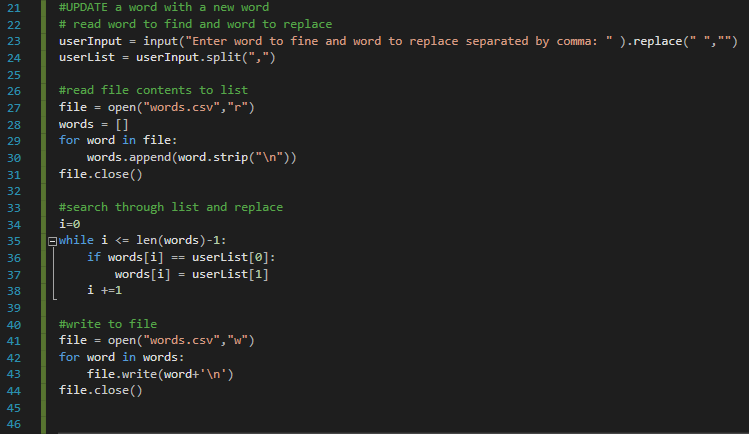 21 #UPDATE a word with a new word
22 # read word to find and word to replace
23 userInput = input("Enter word to fine and word to replace separated by comma: " ).replace(" ","")
24 userList = userInput.split(",")
25
26 #read file contents to list
27 file = open("words.csv","r")
28 words = []
29 for word in file:
30     words.append(word.strip("\n"))
31 file.close()
32
33 #search through list and replace
34 i=0
35 while i <= len(words)-1:
36     if words[i] == userList[0]:
37         words[i] = userList[1]
38     i +=1
39
40 #write to file
41 file = open("words.csv","w")
42 for word in words:
43     file.write(word+'\n')
44 file.close()
45
46